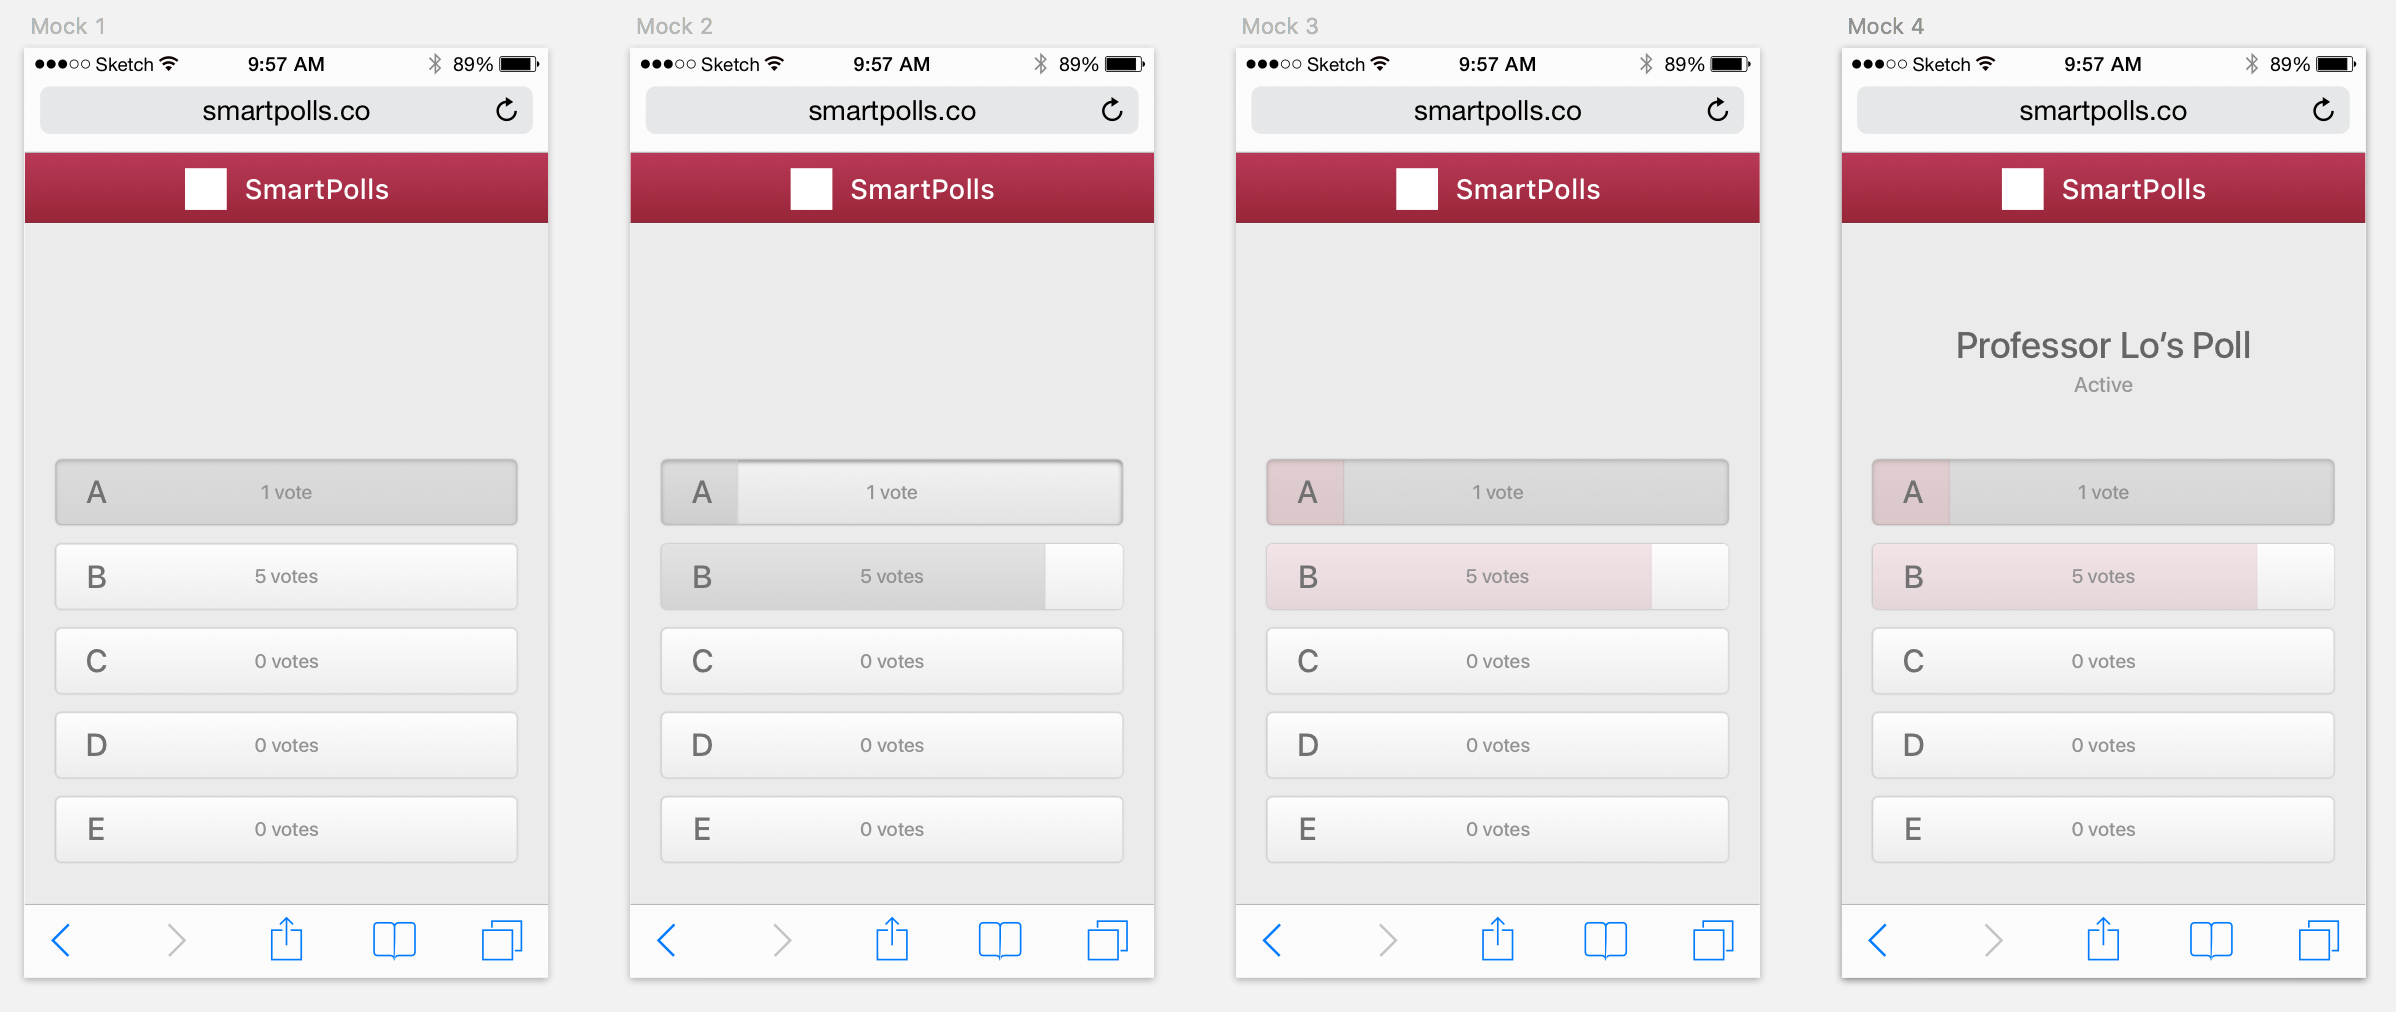 Mock 1
Sketch 9:57 AM 89%
smartpolls.co
SmartPolls
A 1 vote
B 5 votes
C 0 votes
D 0 votes
E 0 votes
Mock 2
Sketch 9:57 AM 89%
smartpolls.co
SmartPolls
A 1 vote
B 5 votes
C 0 votes
D 0 votes
E 0 votes
Mock 3
Sketch 9:57 AM 89%
smartpolls.co
SmartPolls
A 1 vote
B 5 votes
C 0 votes
D 0 votes
E 0 votes
Mock 4
Sketch 9:57 AM 89%
smartpolls.co
SmartPolls
Professor Lo’s Poll
Active
A 1 vote
B 5 votes
C 0 votes
D 0 votes
E 0 votes